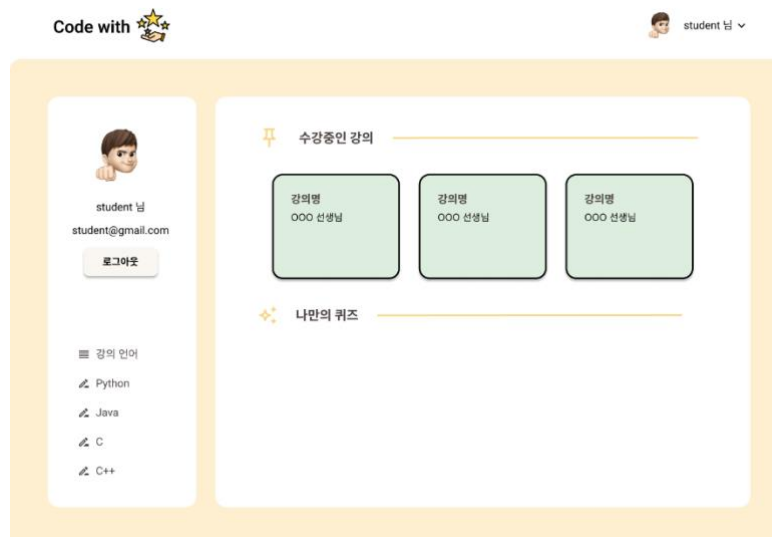 Code with
student 님
student 님
student@gmail.com
로그아웃
강의 언어
Python
Java
C
C++
수강중인 강의
강의명
OOO 선생님
강의명
OOO 선생님
강의명
OOO 선생님
나만의 퀴즈